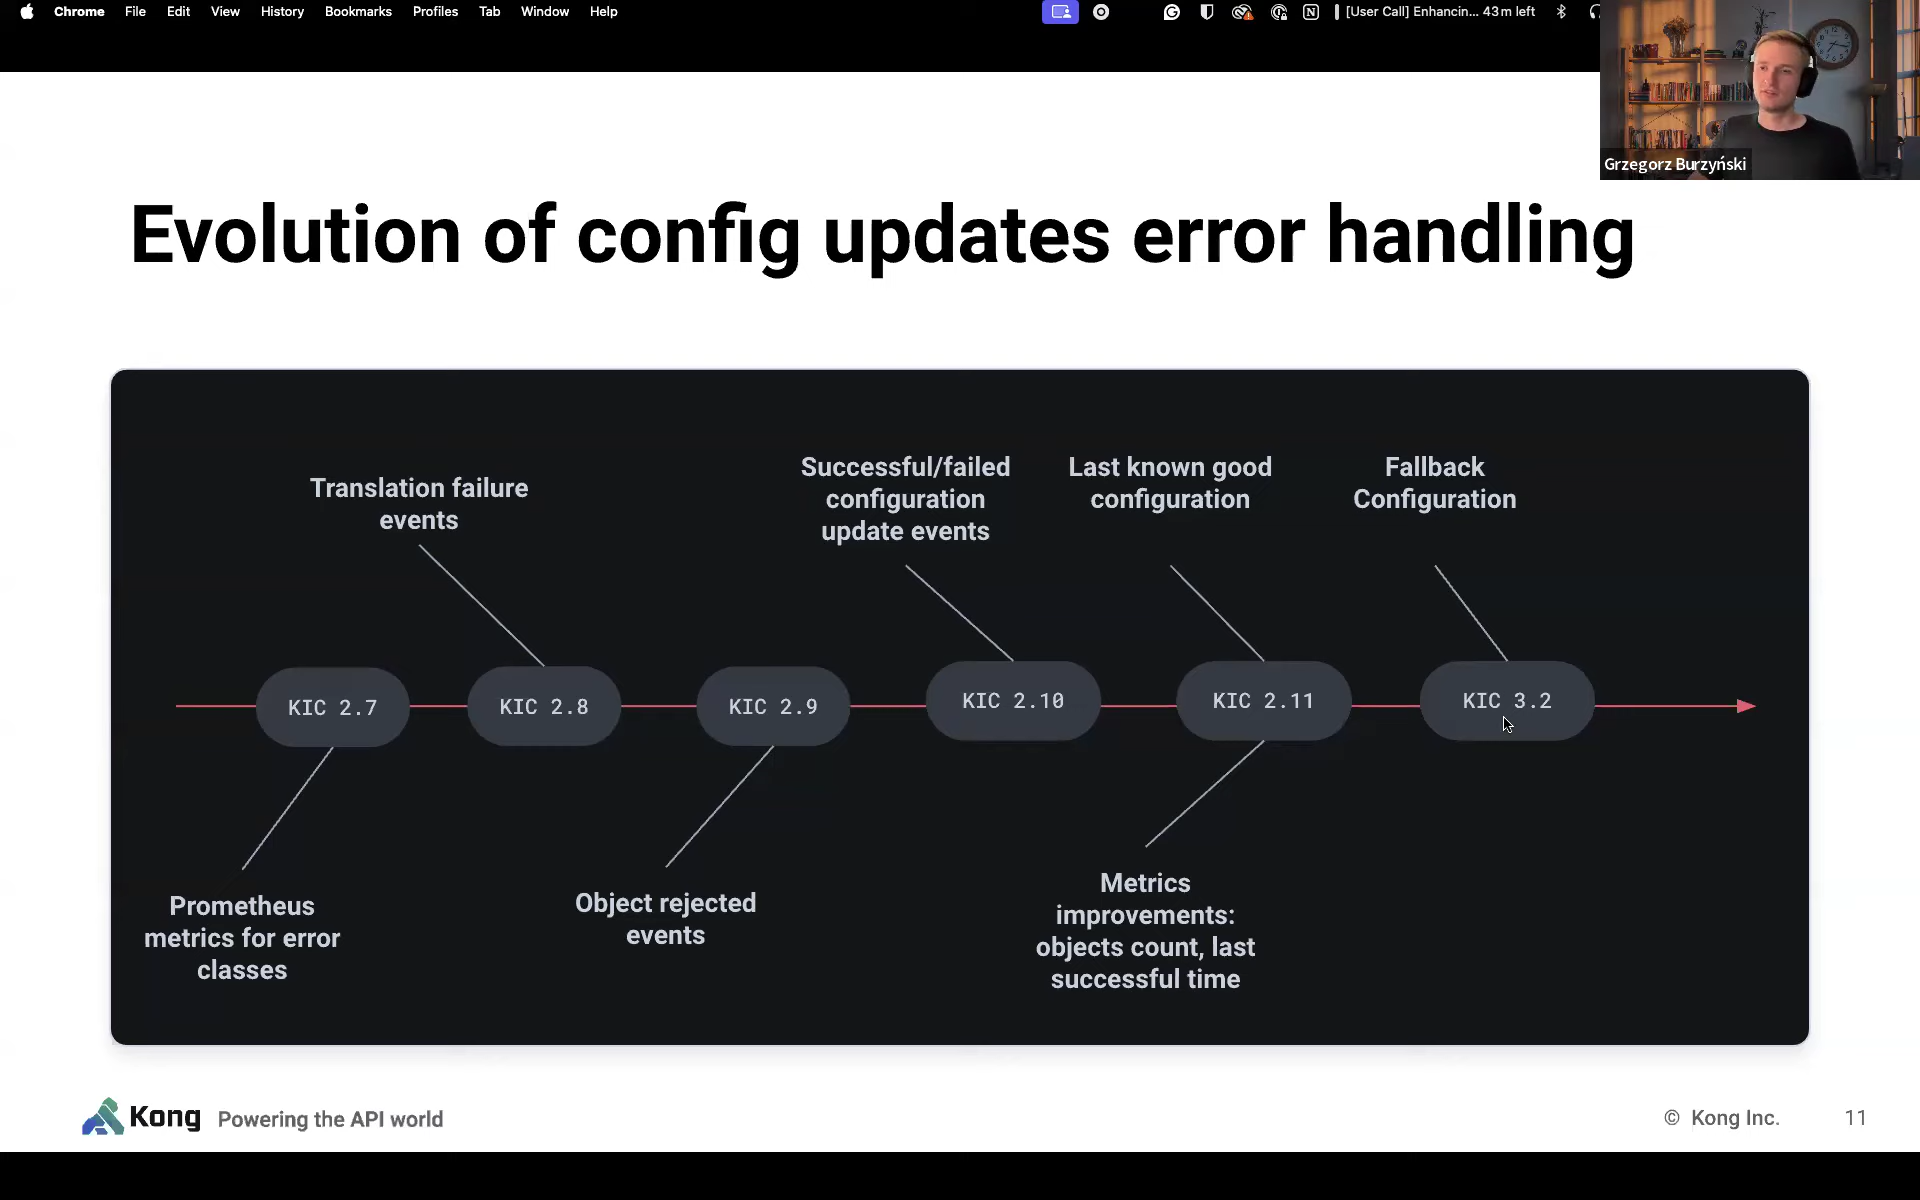 Chrome File Edit View History Bookmarks Profiles Tab Window Help
[User Call] Enhancin... 43m left
Grzegorz Burzyński
Evolution of config updates error handling
Translation failure
events
Successful/failed
configuration
update events
Last known good
configuration
Fallback
Configuration
KIC 2.7
KIC 2.8
KIC 2.9
KIC 2.10
KIC 2.11
KIC 3.2
Prometheus
metrics for error
classes
Object rejected
events
Metrics
improvements:
objects count, last
successful time
Kong Powering the API world
© Kong Inc. 11